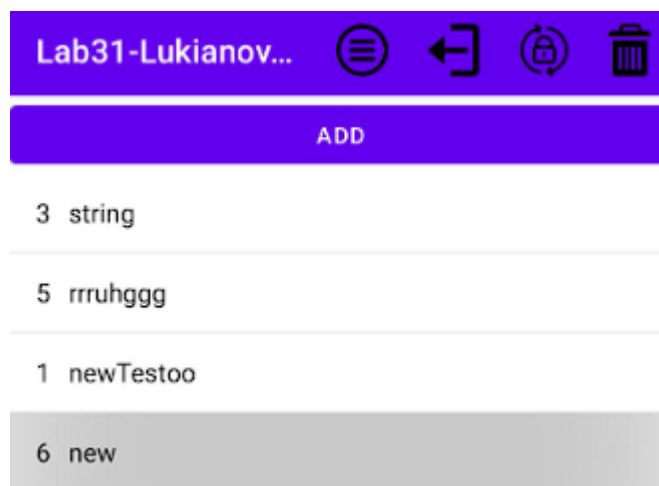 Lab31-Lukianov...
ADD
3 string
5 rrruhggg
1 newTestoo
6 new